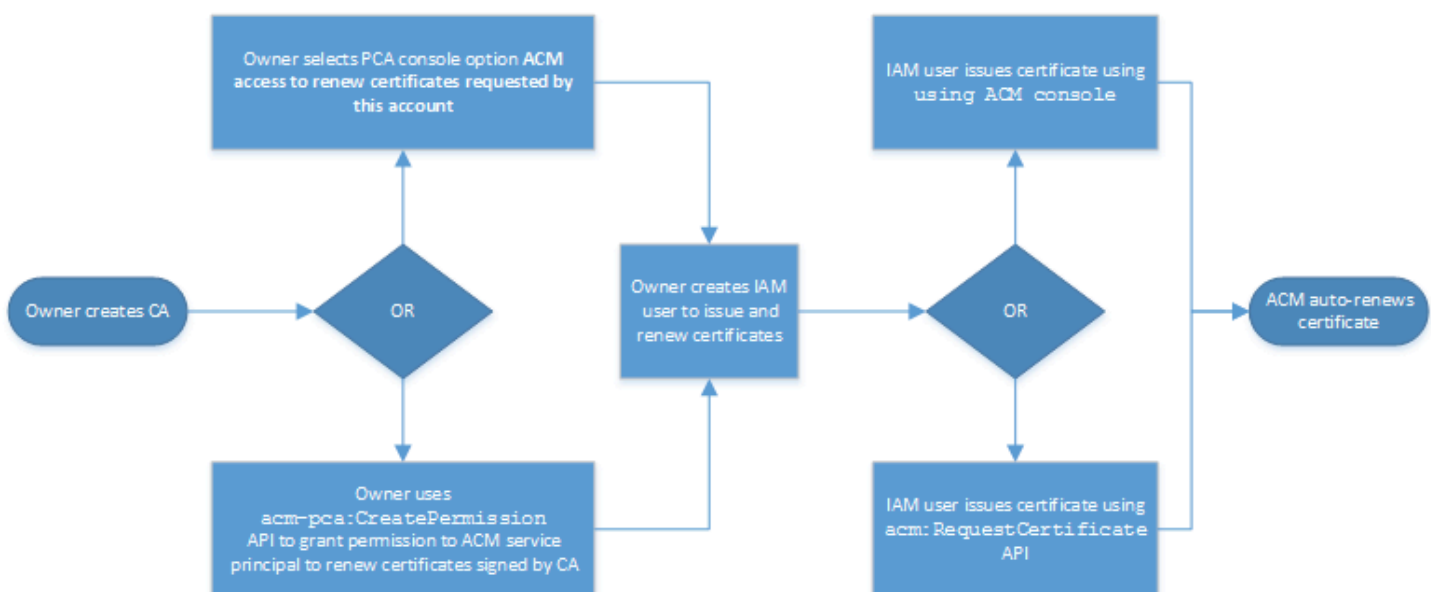 Owner creates CA
OR
Owner selects PCA console option ACM
access to renew certificates requested by
this account
Owner uses
acm-pca:CreatePermission
API to grant permission to ACM service
principal to renew certificates signed by CA
Owner creates IAM
user to issue and
renew certificates
OR
IAM user issues certificate using
using ACM console
IAM user issues certificate using
acm:RequestCertificate
API
ACM auto-renews
certificate